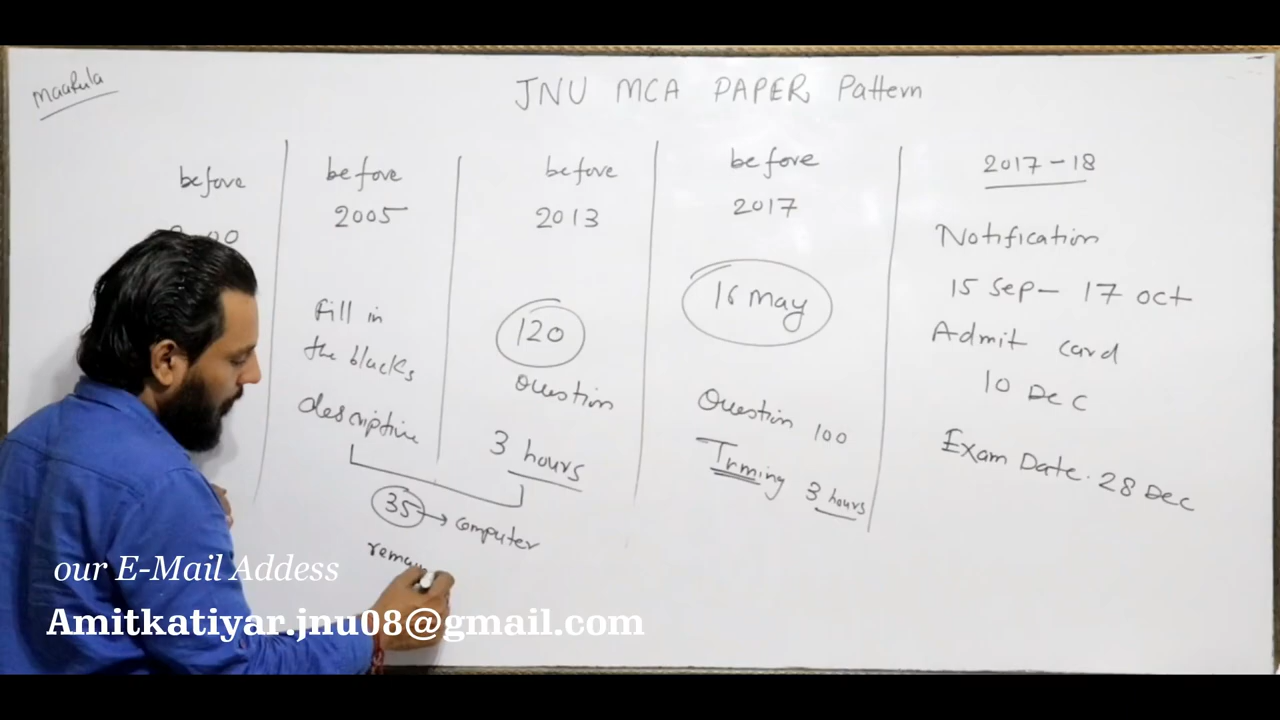 JNU MCA PAPER Pattern
before
before
2005
fill in
the blacks
descriptive
before
2013
120
Question
3 hours
35 → computer
before
2017
16 May
Question 100
3 hours
2017-18
Notification
15 Sep - 17 oct
Admit card
10 Dec
Exam Date. 28 Dec
our E-Mail Addess
Amitkatiyar.jnu08@gmail.com